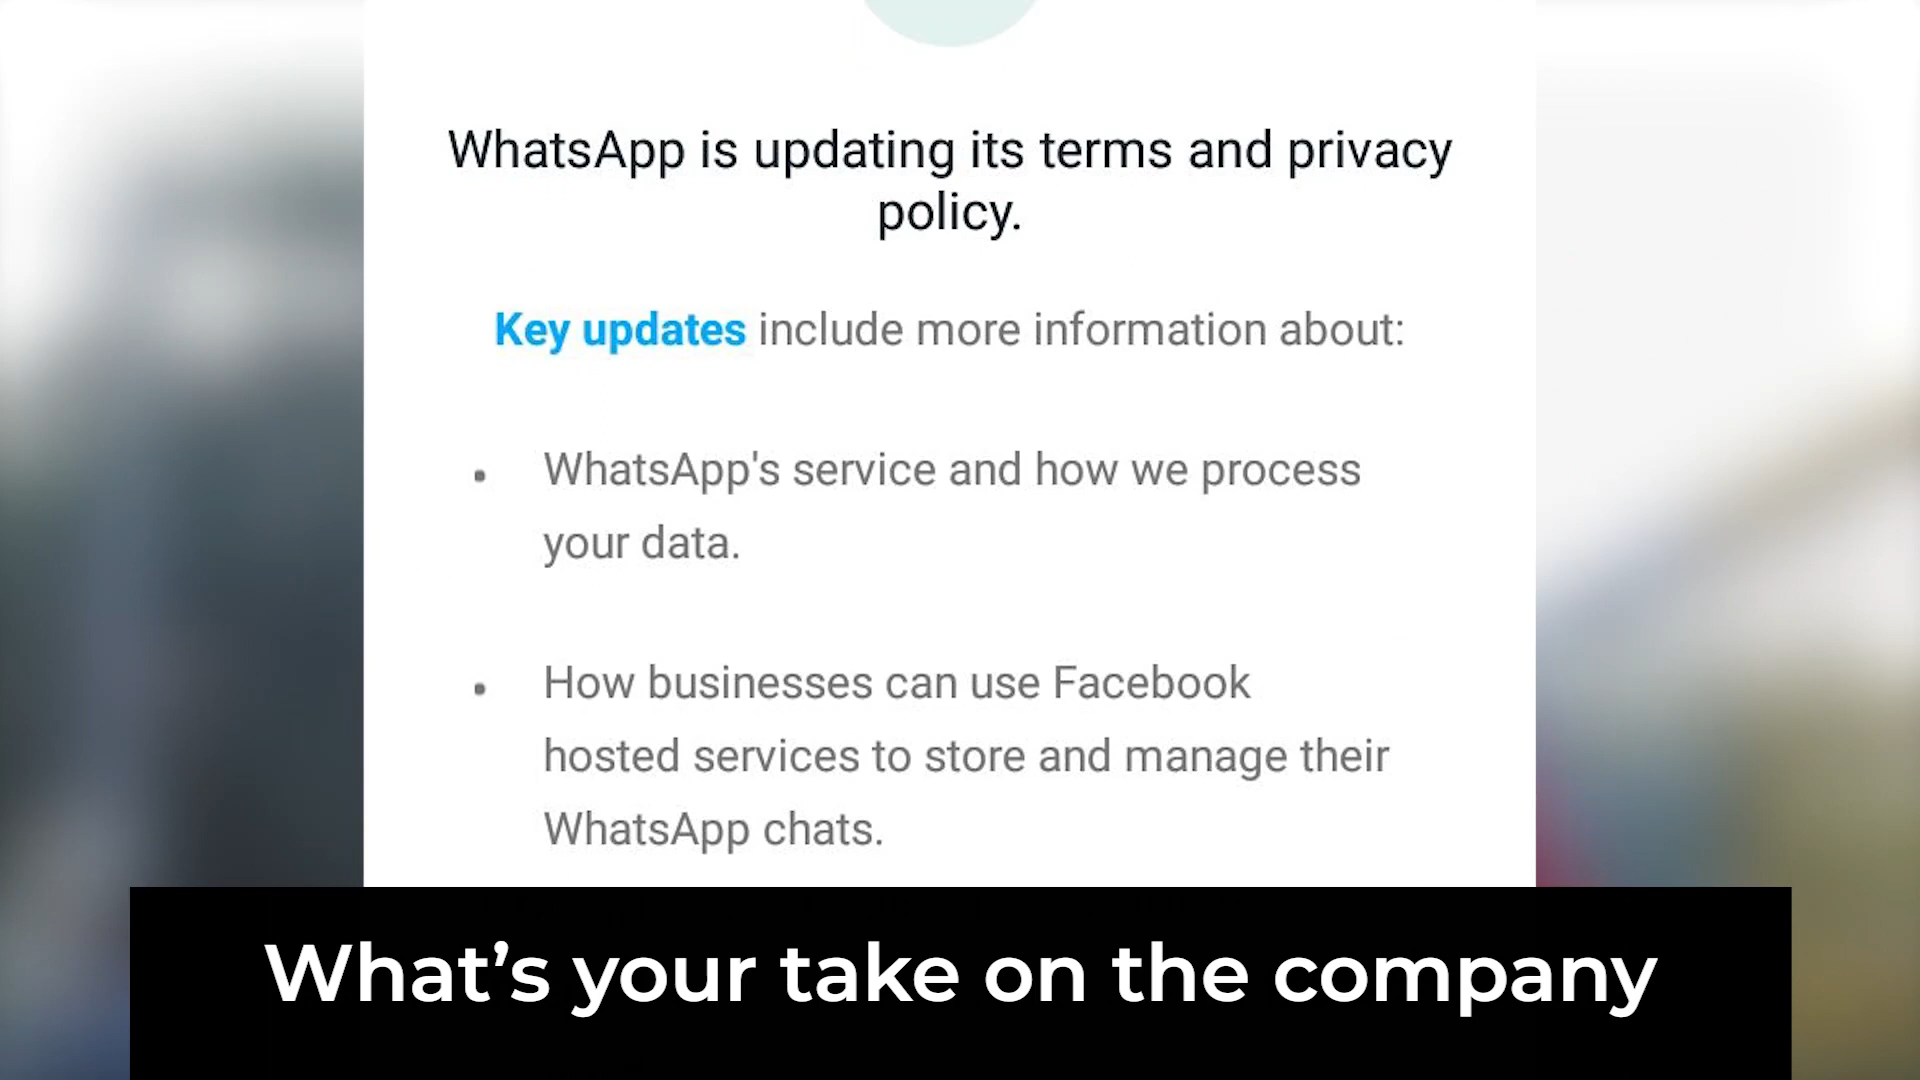 WhatsApp is updating its terms and privacy
policy.
Key updates include more information about:
• WhatsApp's service and how we process
your data.
• How businesses can use Facebook
hosted services to store and manage their
WhatsApp chats.
What’s your take on the company